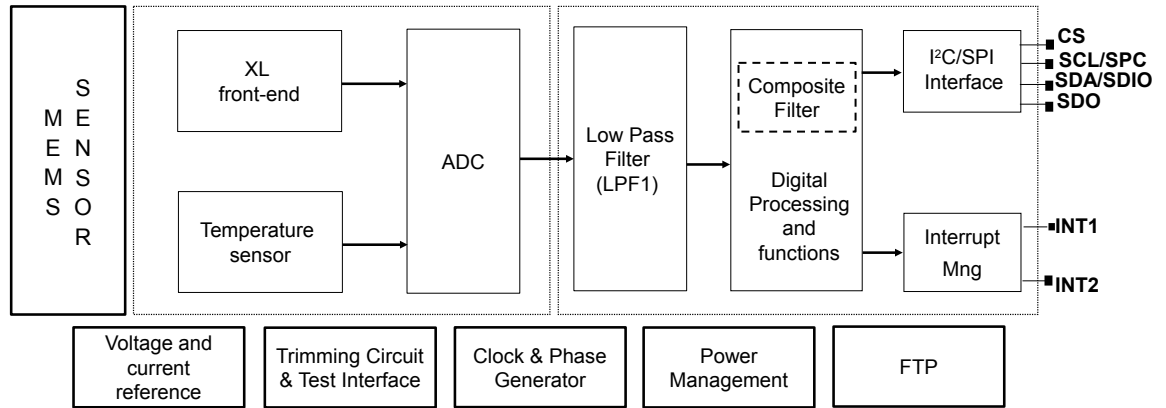 MEMS
SENSOR
XL
front-end
Temperature
sensor
ADC
Low Pass
Filter
(LPF1)
Composite
Filter
Digital
Processing
and
functions
I²C/SPI
Interface
CS
SCL/SPC
SDA/SDIO
SDO
Interrupt
Mng
INT1
INT2
Voltage and
current
reference
Trimming Circuit
& Test Interface
Clock & Phase
Generator
Power
Management
FTP